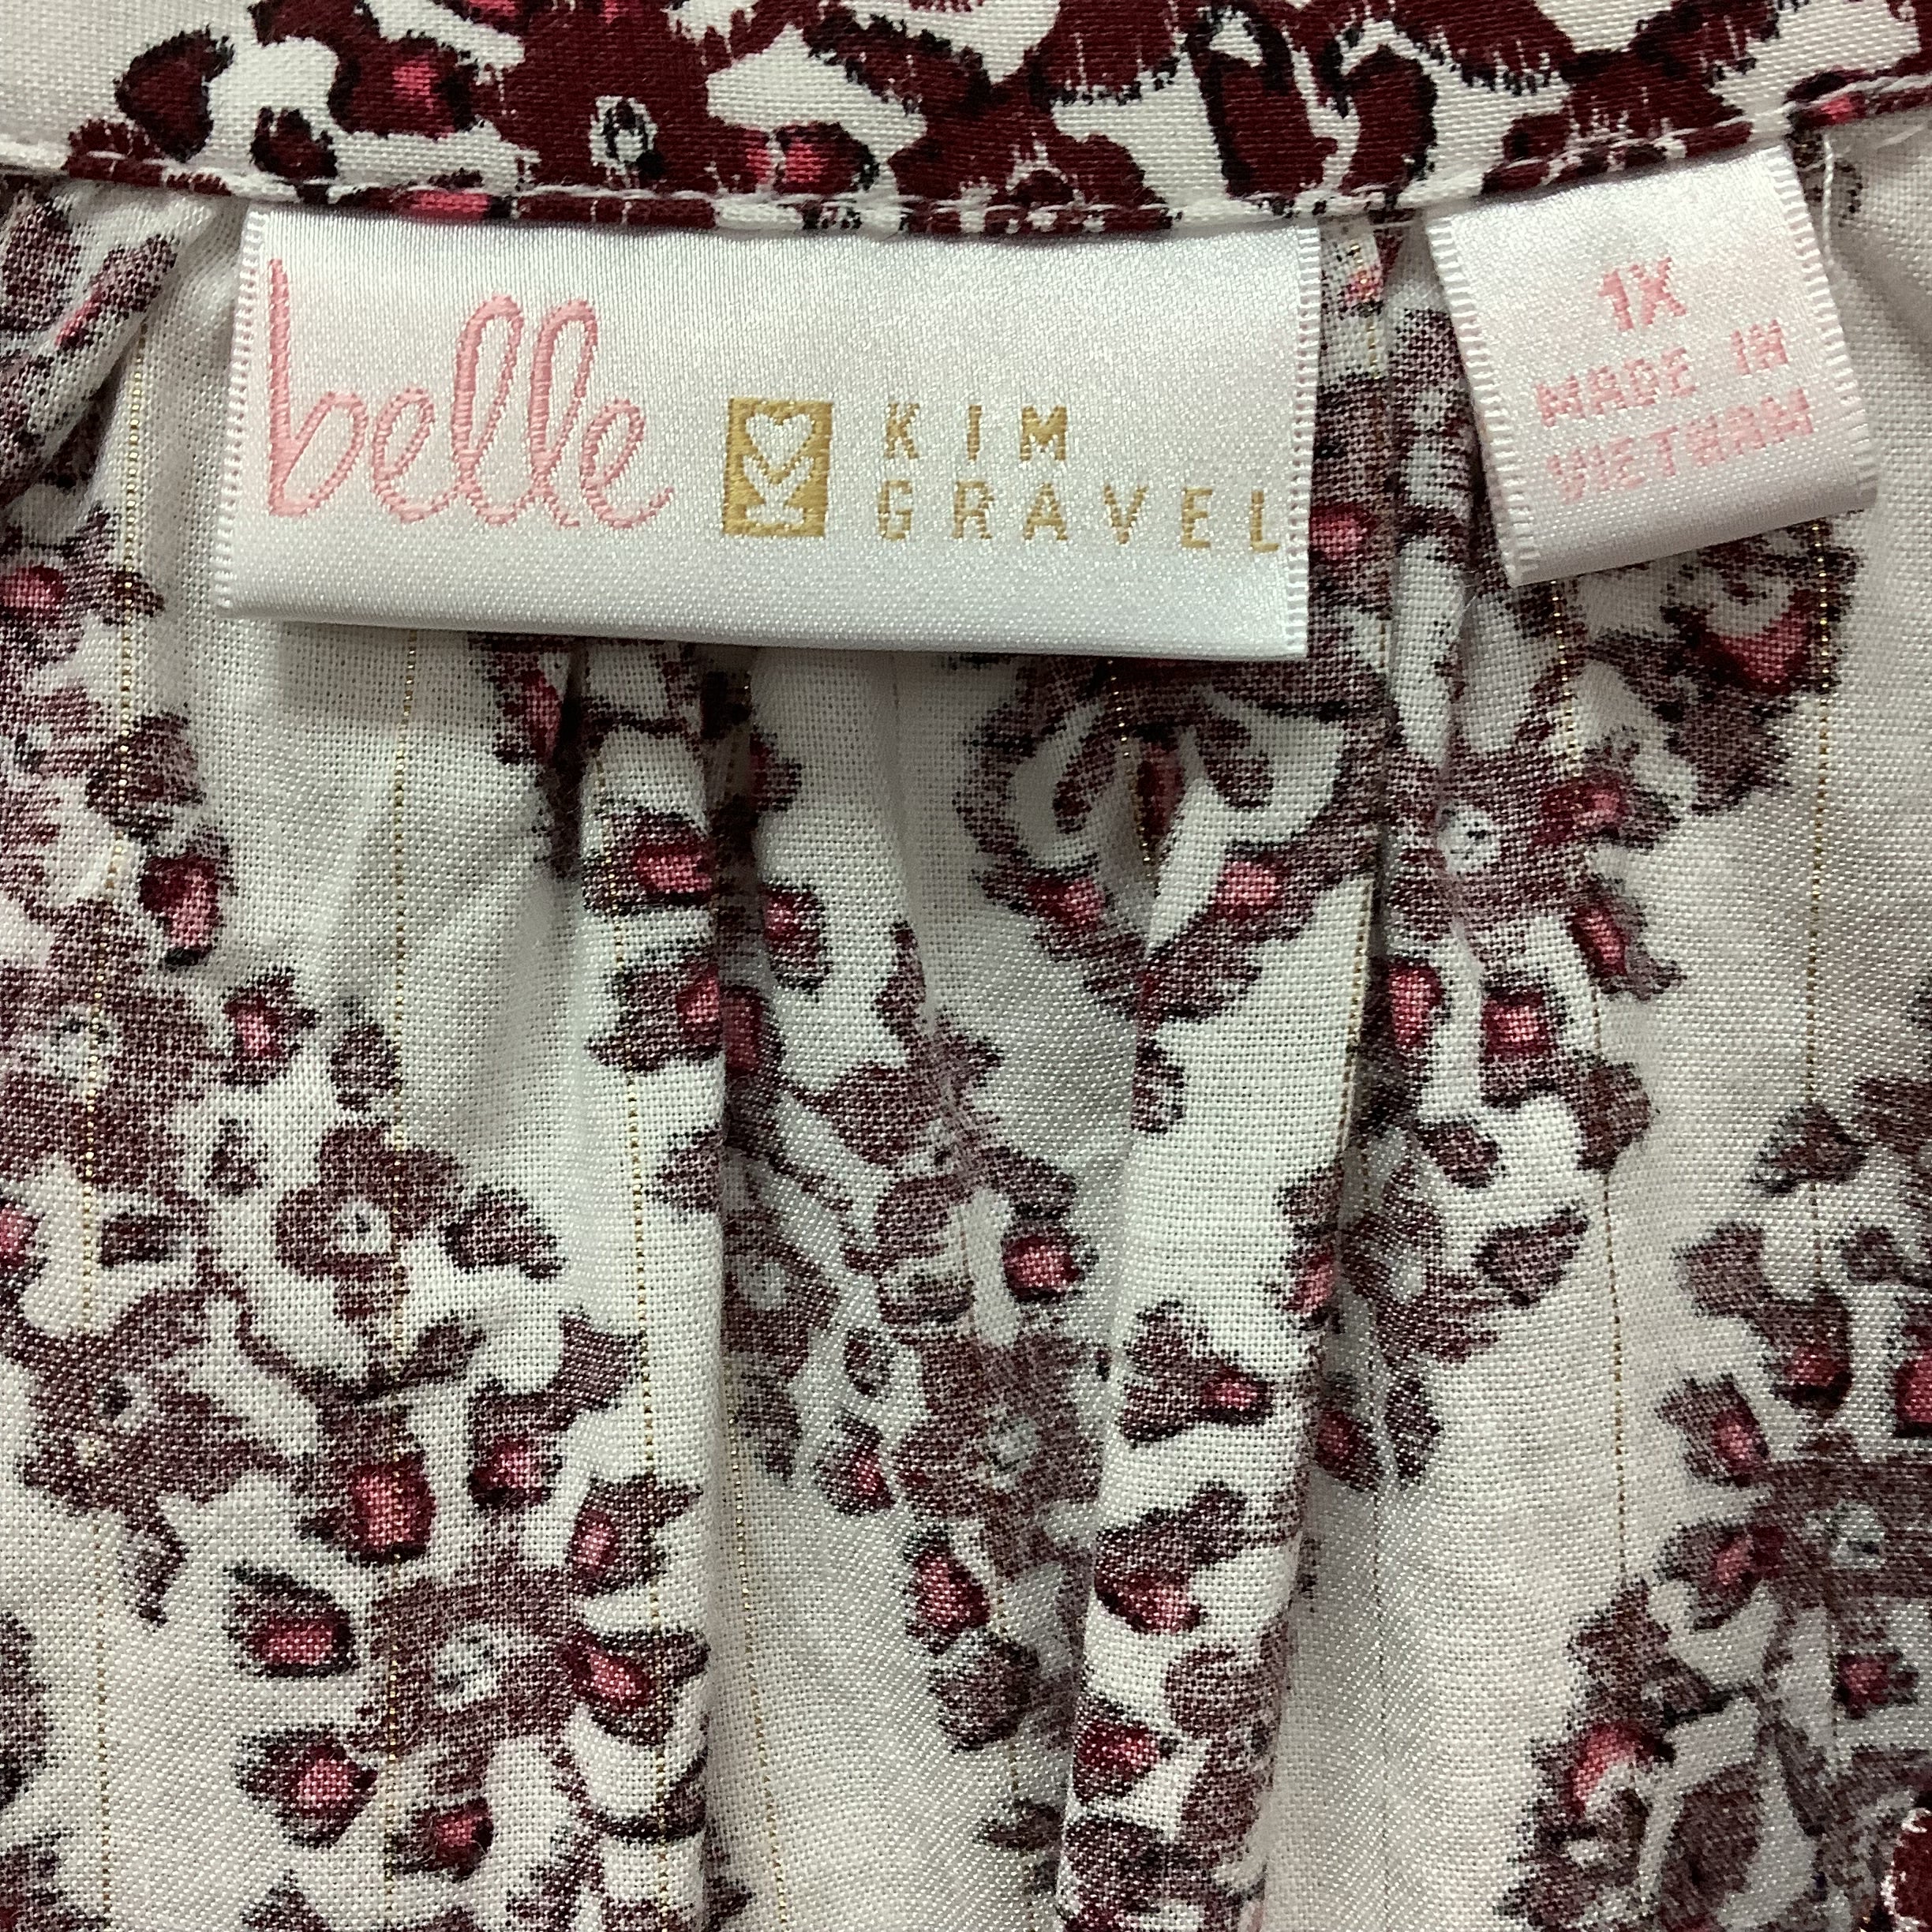 belle
KIM
GRAVEL
1X
MADE IN
VIETNAM